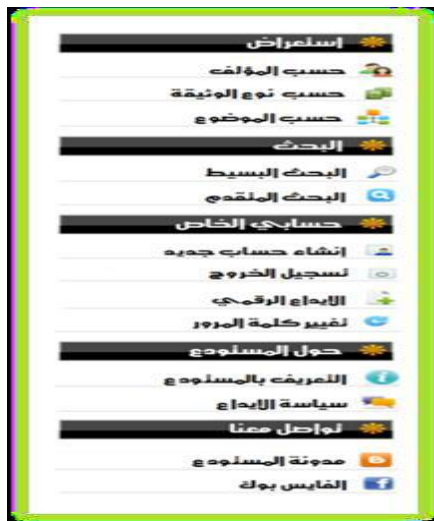 إستعراض
حسب المؤلف
حسب نوع الوثيقة
حسب الموضوع
البحث
البحث البسيط
البحث المتقدم
حسابي الخاص
إنشاء حساب جديد
تسجيل الخروج
الإيداع الرقمي
تغيير كلمة المرور
حول المستودع
التعريف بالمستودع
سياسة الإيداع
تواصل معنا
مدونة المستودع
الفايس بوك